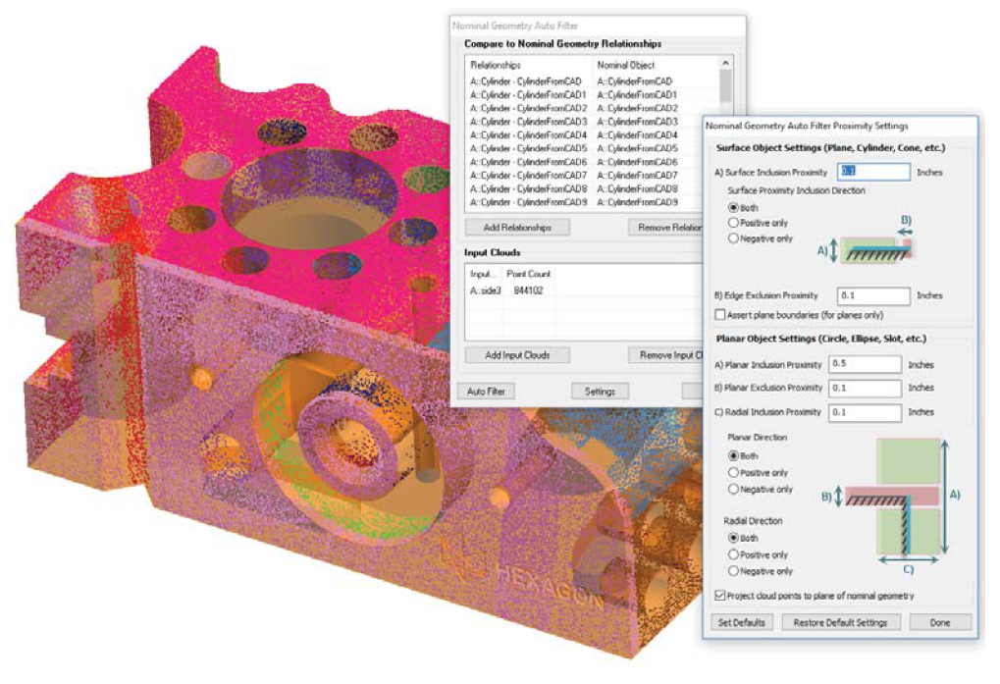 Nominal Geometry Auto Filter
Compare to Nominal Geometry Relationships
Relationships Nominal Object
A::Cylinder - CylinderFromCAD A::CylinderFromCAD
A::Cylinder - CylinderFromCAD1 A::CylinderFromCAD1
A::Cylinder - CylinderFromCAD2 A::CylinderFromCAD2
A::Cylinder - CylinderFromCAD3 A::CylinderFromCAD3
A::Cylinder - CylinderFromCAD4 A::CylinderFromCAD4
A::Cylinder - CylinderFromCAD5 A::CylinderFromCAD5
A::Cylinder - CylinderFromCAD6 A::CylinderFromCAD6
A::Cylinder - CylinderFromCAD7 A::CylinderFromCAD7
A::Cylinder - CylinderFromCAD8 A::CylinderFromCAD8
A::Cylinder - CylinderFromCAD9 A::CylinderFromCAD9
Add Relationships Remove Relation
Input Clouds
Input... Point Count
A::side3 844102
Add Input Clouds Remove Input Cl
Auto Filter Settings
Nominal Geometry Auto Filter Proximity Settings
Surface Object Settings (Plane, Cylinder, Cone, etc.)
A) Surface Inclusion Proximity 0.1 Inches
Surface Proximity Inclusion Direction
Both
Positive only
Negative only
B)
A)
B) Edge Exclusion Proximity 0.1 Inches
Assert plane boundaries (for planes only)
Planar Object Settings (Circle, Ellipse, Slot, etc.)
A) Planar Inclusion Proximity 0.5 Inches
B) Planar Exclusion Proximity 0.1 Inches
C) Radial Inclusion Proximity 0.1 Inches
Planar Direction
Both
Positive only
Negative only
Radial Direction
Both
Positive only
Negative only
B)
A)
C)
Project cloud points to plane of nominal geometry
Set Defaults Restore Default Settings Done
HEXAGON